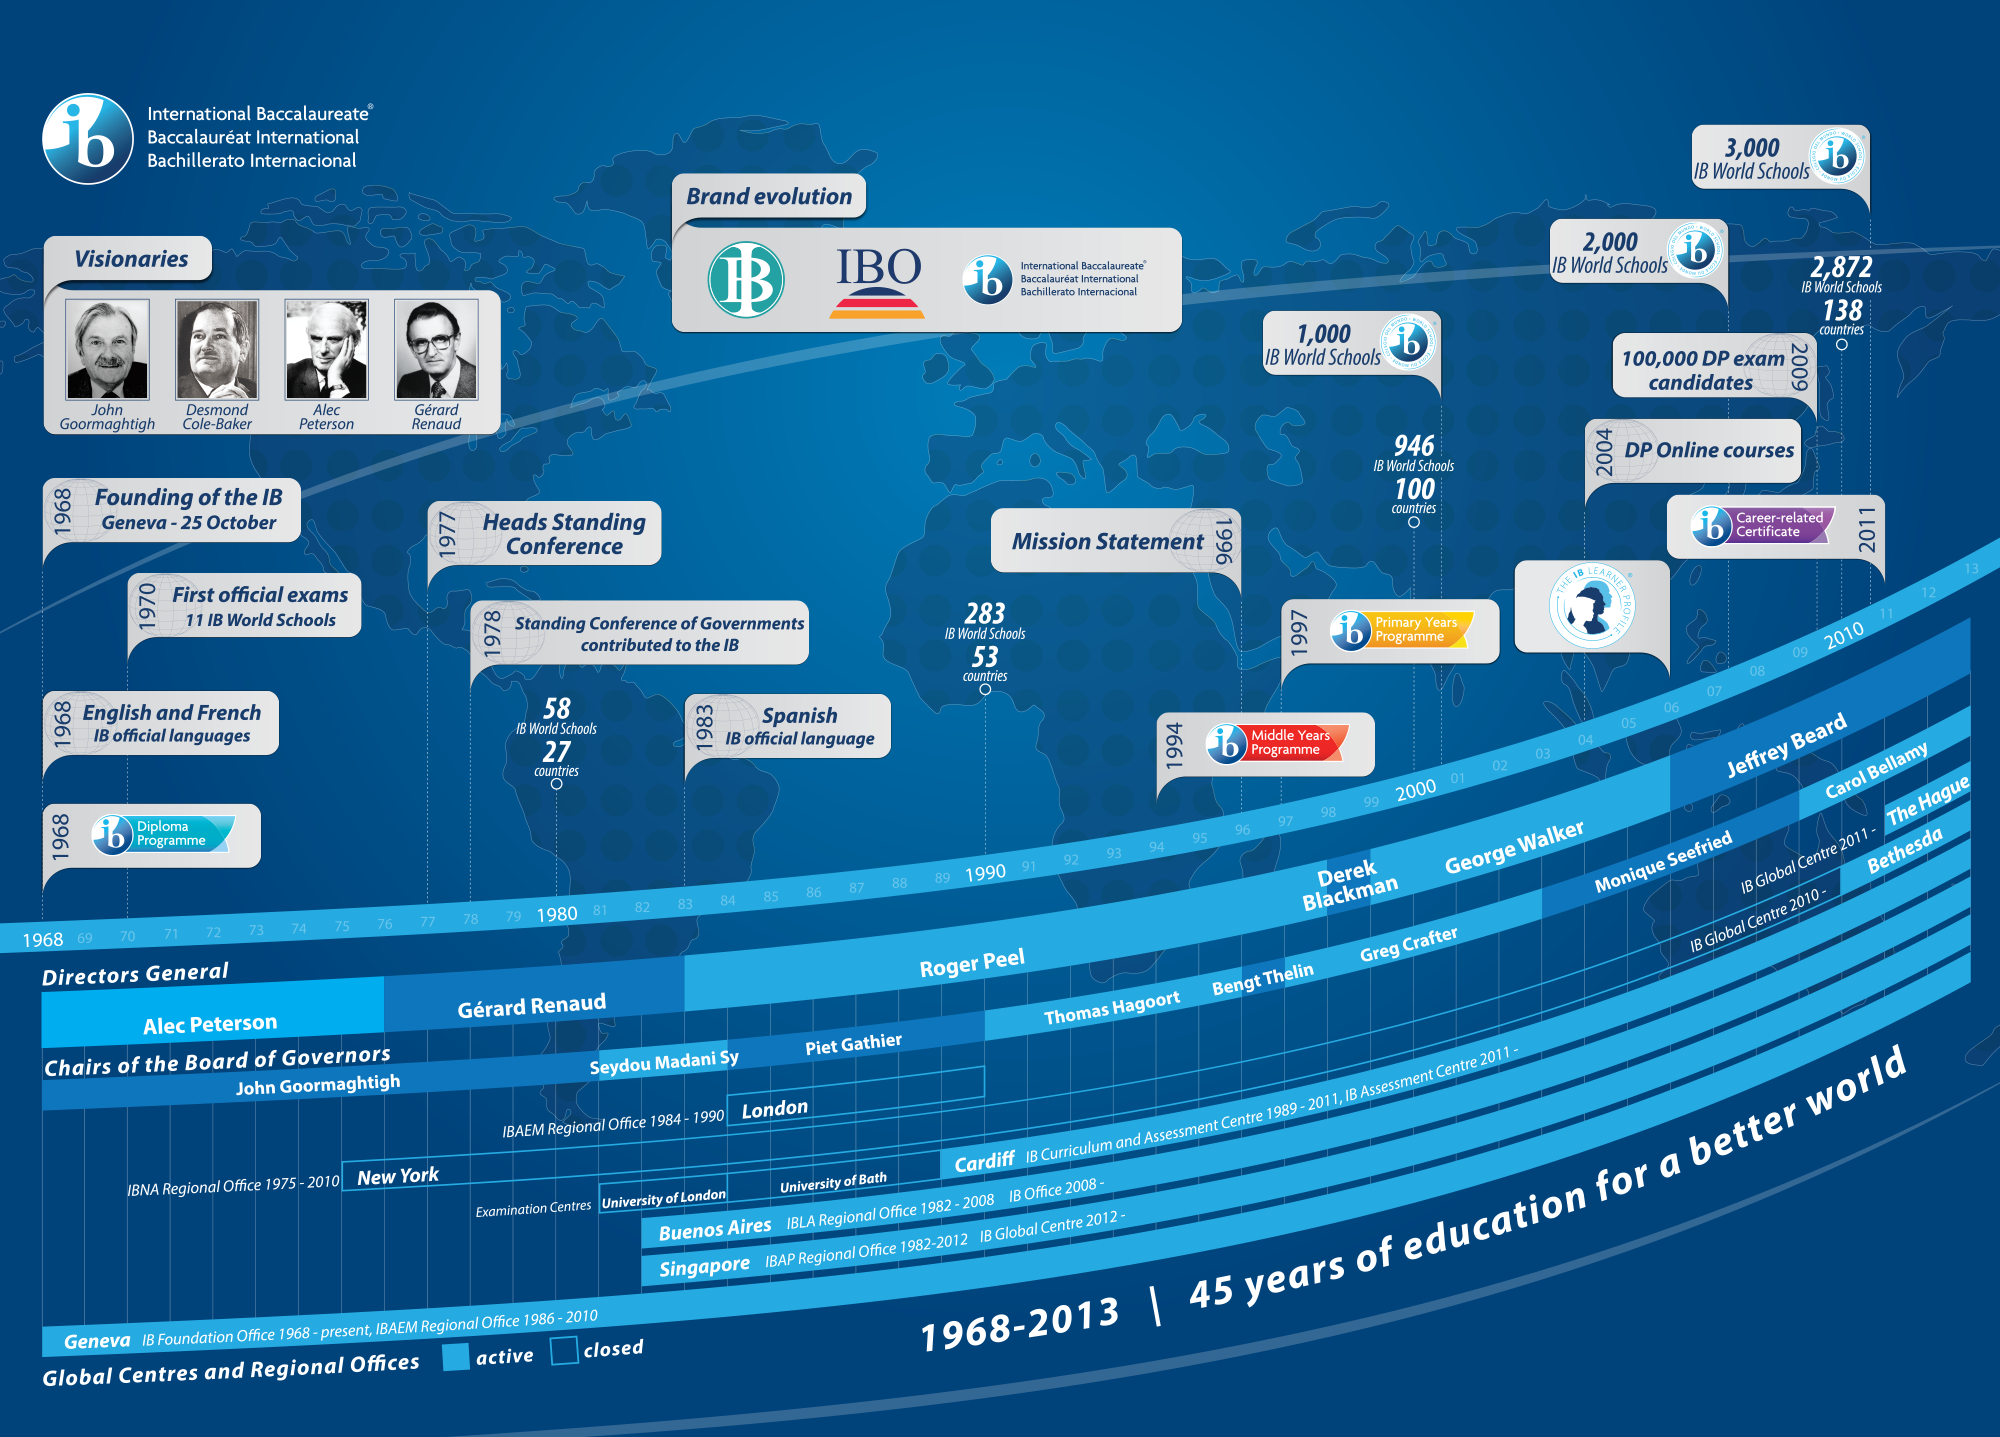 ib
International Baccalaureate®
Baccalauréat International
Bachillerato Internacional
Visionaries
John
Goormaghtigh
Desmond
Cole-Baker
Alec
Peterson
Gérard
Renaud
Brand evolution
IB
IBO
ib
International Baccalaureate®
Baccalauréat International
Bachillerato Internacional
3,000
IB World Schools
2,000
IB World Schools
1,000
IB World Schools
2,872
IB World Schools
138
countries
2009
100,000 DP exam
candidates
2004
DP Online courses
946
IB World Schools
100
countries
2011
ib
Career-related
Certificate
1968
Founding of the IB
Geneva - 25 October
1977
Heads Standing
Conference
1996
Mission Statement
1970
First official exams
11 IB World Schools
1978
Standing Conference of Governments
contributed to the IB
283
IB World Schools
53
countries
1997
ib
Primary Years
Programme
THE IB LEARNER PROFILE®
1968
English and French
IB official languages
58
IB World Schools
27
countries
1983
Spanish
IB official language
1994
ib
Middle Years
Programme
1968
ib
Diploma
Programme
1968 69 70 71 72 73 74 75 76 77 78 79 1980 81 82 83 84 85 86 87 88 89 1990 91 92 93 94 95 96 97 98 99 2000 01 02 03 04 05 06 07 08 09 2010 11 12 13
Directors General
Alec Peterson
Gérard Renaud
Roger Peel
Derek
Blackman
George Walker
Jeffrey Beard
Chairs of the Board of Governors
John Goormaghtigh
Seydou Madani Sy
Piet Gathier
Thomas Hagoort
Bengt Thelin
Greg Crafter
Monique Seefried
Carol Bellamy
IB Global Centre 2011 - The Hague
IB Global Centre 2010 - Bethesda
IBAEM Regional Office 1984 - 1990 London
IBNA Regional Office 1975 - 2010 New York
Examination Centres University of London University of Bath
Cardiff IB Curriculum and Assessment Centre 1989 - 2011, IB Assessment Centre 2011 -
Buenos Aires IBLA Regional Office 1982 - 2008 IB Office 2008 -
Singapore IBAP Regional Office 1982-2012 IB Global Centre 2012 -
Geneva IB Foundation Office 1968 - present, IBAEM Regional Office 1986 - 2010
Global Centres and Regional Offices active closed
1968-2013 | 45 years of education for a better world